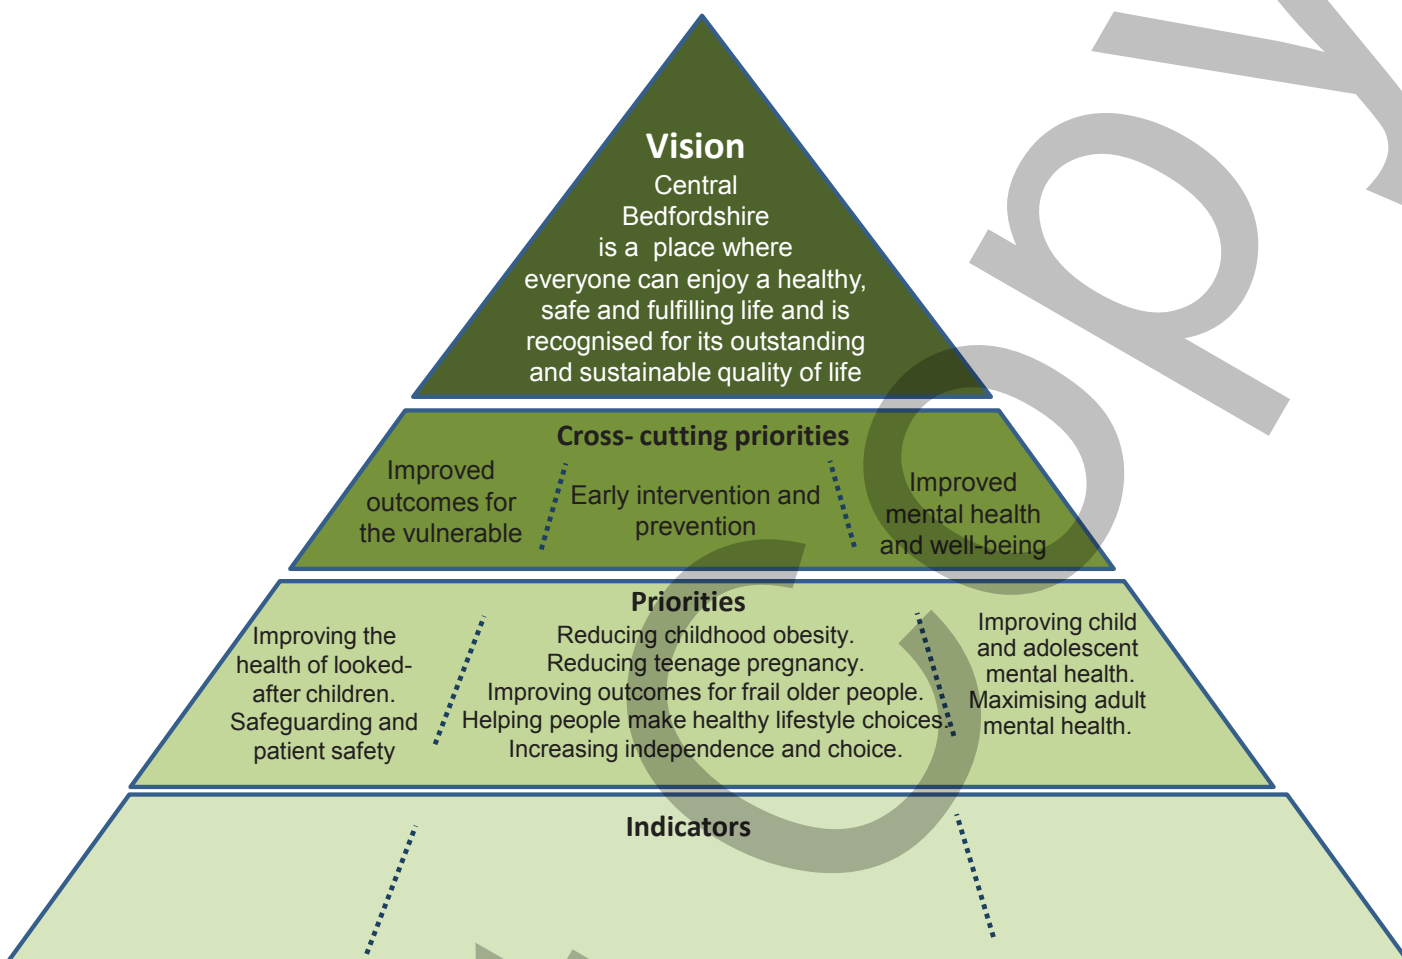 Vision
Central
Bedfordshire
is a place where
everyone can enjoy a healthy,
safe and fulfilling life and is
recognised for its outstanding
and sustainable quality of life
Cross- cutting priorities
Improved
outcomes for
the vulnerable
Early intervention and
prevention
Improved
mental health
and well-being
Priorities
Improving the
health of looked-
after children.
Safeguarding and
patient safety
Reducing childhood obesity.
Reducing teenage pregnancy.
Improving outcomes for frail older people.
Helping people make healthy lifestyle choices.
Increasing independence and choice.
Improving child
and adolescent
mental health.
Maximising adult
mental health.
Indicators
Copy